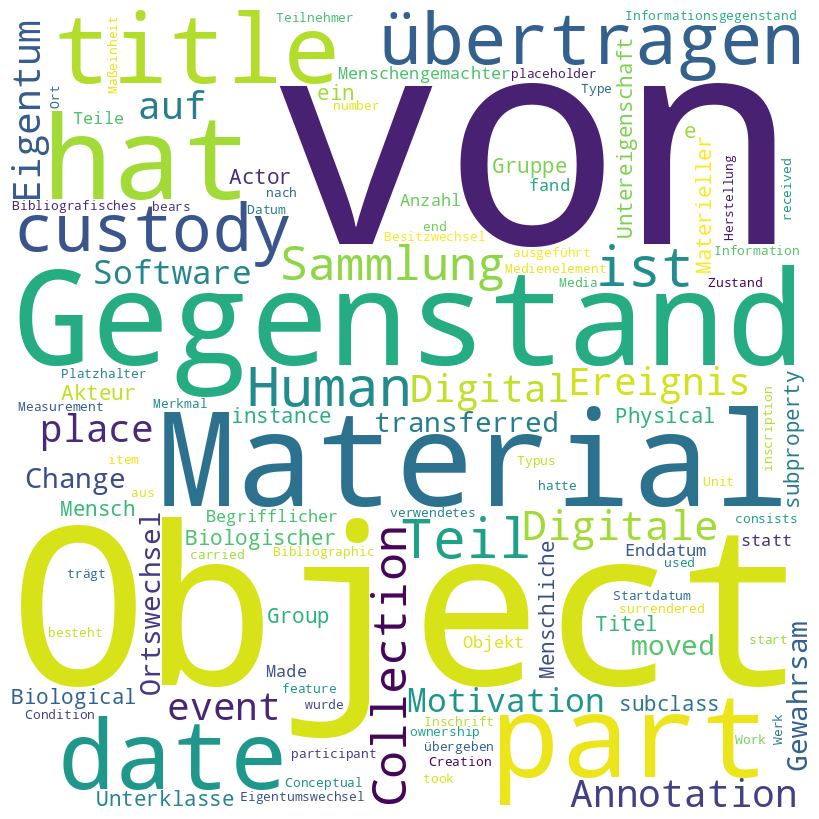 Teilnehmer
Informationsgegenstand
title
übertragen
Maßeinheit
Eigentum
Menschengemachter
placeholder
Ort
auf
ein
number
Type
Untereigenschaft
von
Teile
hat
e
Gruppe
fand
Actor
nach
Anzahl
Materieller
Herstellung
received
Bibliografisches
bears
Datum
end
custody
Besitzwechsel
ausgeführt
Information
Software
Sammlung
Medienelement
ist
Media
Zustand
Gegenstand
Platzhalter
Human
Digital
Ereignis
Akteur
Measurement
Merkmal
instance
transferred
Physical
subproperty
place
Material
inscription
item
Typus
Change
aus
hatte
Unit
Mensch
Begrifflicher
verwendetes
Digitale
consists
Biologischer
Teil
Ortswechsel
carried
Bibliographic
Collection
Menschliche
Enddatum
statt
trägt
used
Object
Startdatum
surrendered
Group
Titel
besteht
Objekt
moved
start
Gewahrsam
Made
Biological
feature
Motivation
subclass
event
wurde
Condition
Inschrift
part
Werk
date
ownership
übergeben
Work
participant
Creation
Conceptual
took
Unterklasse
Eigentumswechsel
Annotation